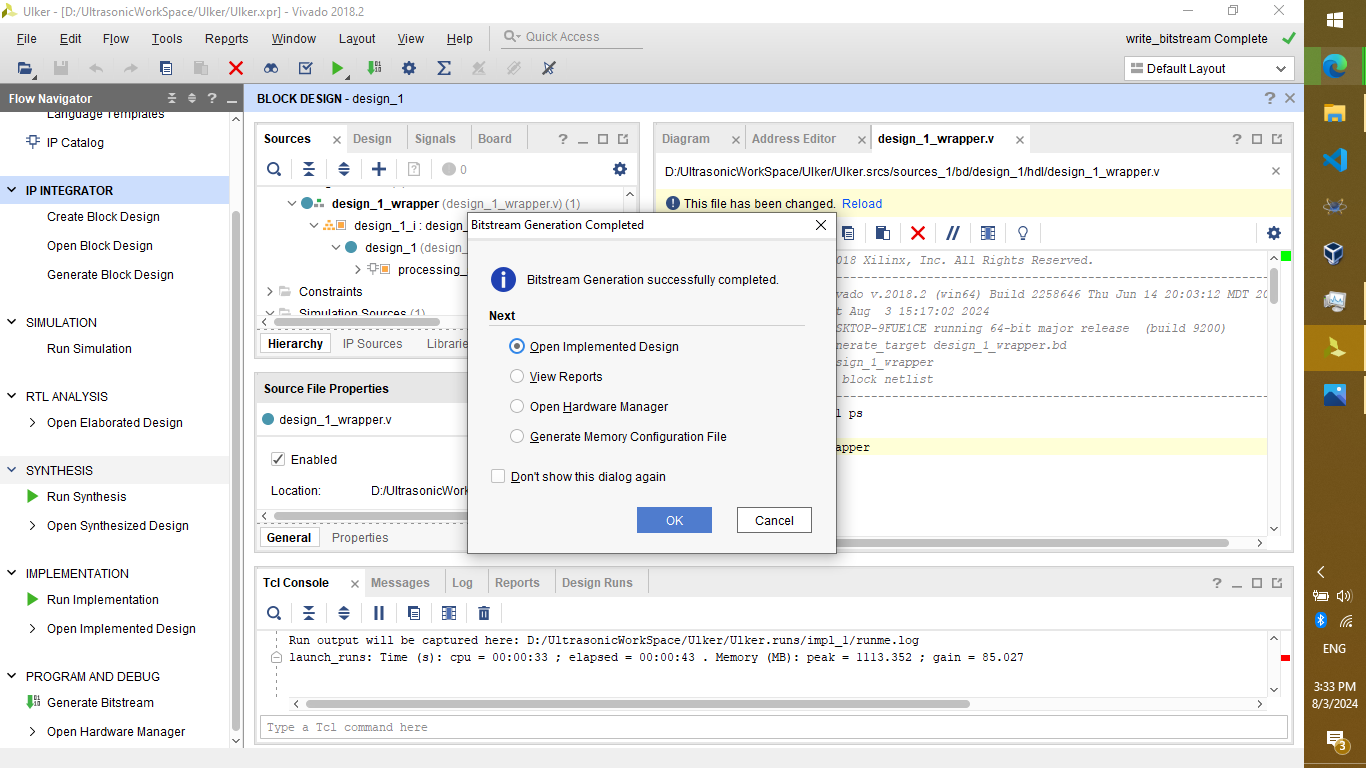 Ulker - [D:/UltrasonicWorkSpace/Ulker/Ulker.xpr] - Vivado 2018.2
File Edit Flow Tools Reports Window Layout View Help Quick Access write_bitstream Complete
Default Layout
Flow Navigator
Language Templates
IP Catalog
IP INTEGRATOR
Create Block Design
Open Block Design
Generate Block Design
SIMULATION
Run Simulation
RTL ANALYSIS
Open Elaborated Design
SYNTHESIS
Run Synthesis
Open Synthesized Design
IMPLEMENTATION
Run Implementation
Open Implemented Design
PROGRAM AND DEBUG
Generate Bitstream
Open Hardware Manager
BLOCK DESIGN - design_1
Sources Design Signals Board
0
design_1_wrapper (design_1_wrapper.v) (1)
design_1_i : design_
design_1 (design_
processing_
Constraints
Simulation Sources (1)
Hierarchy IP Sources Librarie
Source File Properties
design_1_wrapper.v
Enabled
Location: D:/UltrasonicWork
General Properties
Diagram Address Editor design_1_wrapper.v
D:/UltrasonicWorkSpace/Ulker/Ulker.srcs/sources_1/bd/design_1/hdl/design_1_wrapper.v
This file has been changed. Reload
018 Xilinx, Inc. All Rights Reserved.
ivado v.2018.2 (win64) Build 2258646 Thu Jun 14 20:03:12 MDT 20
at Aug 3 15:17:02 2024
SKTOP-9FUE1CE running 64-bit major release (build 9200)
nerate_target design_1_wrapper.bd
sign_1_wrapper
block netlist
1 ps
apper
Bitstream Generation Completed
Bitstream Generation successfully completed.
Next
Open Implemented Design
View Reports
Open Hardware Manager
Generate Memory Configuration File
Don't show this dialog again
OK Cancel
Tcl Console Messages Log Reports Design Runs
Run output will be captured here: D:/UltrasonicWorkSpace/Ulker/Ulker.runs/impl_1/runme.log
launch_runs: Time (s): cpu = 00:00:33 ; elapsed = 00:00:43 . Memory (MB): peak = 1113.352 ; gain = 85.027
Type a Tcl command here
ENG
3:33 PM
8/3/2024
3